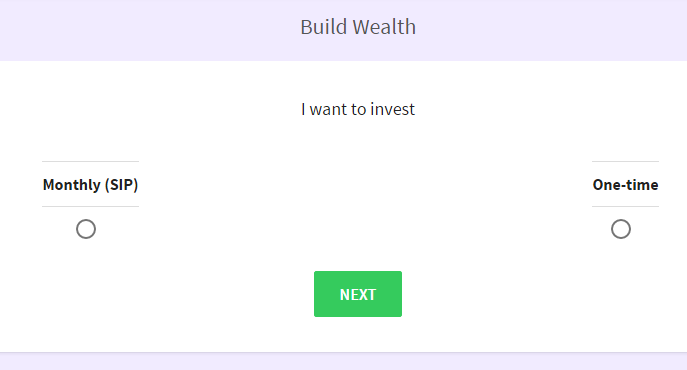 Build Wealth
I want to invest
Monthly (SIP)
One-time
NEXT